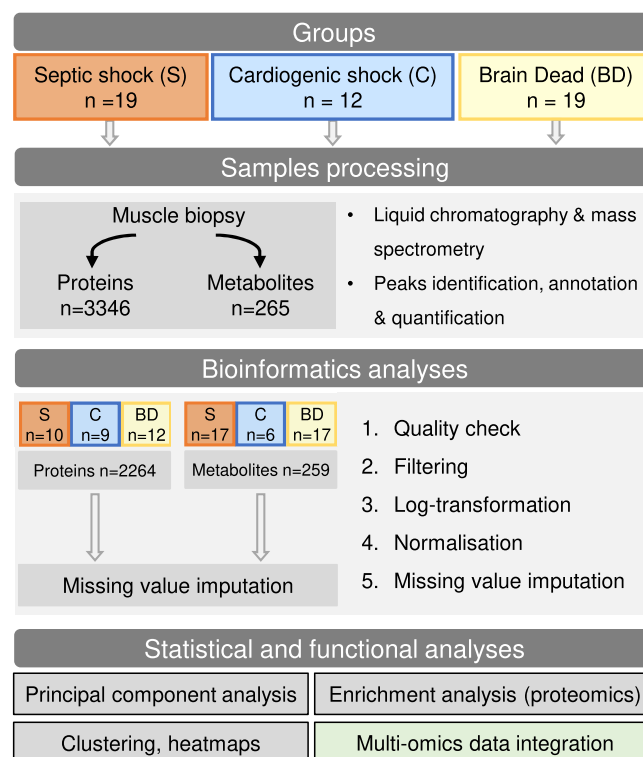 Groups
Septic shock (S)
n =19
Cardiogenic shock (C)
n = 12
Brain Dead (BD)
n = 19
Samples processing
Muscle biopsy
Proteins
n=3346
Metabolites
n=265
• Liquid chromatography & mass
spectrometry
• Peaks identification, annotation
& quantification
Bioinformatics analyses
S
n=10
C
n=9
BD
n=12
S
n=17
C
n=6
BD
n=17
Proteins n=2264
Metabolites n=259
Missing value imputation
1. Quality check
2. Filtering
3. Log-transformation
4. Normalisation
5. Missing value imputation
Statistical and functional analyses
Principal component analysis
Enrichment analysis (proteomics)
Clustering, heatmaps
Multi-omics data integration